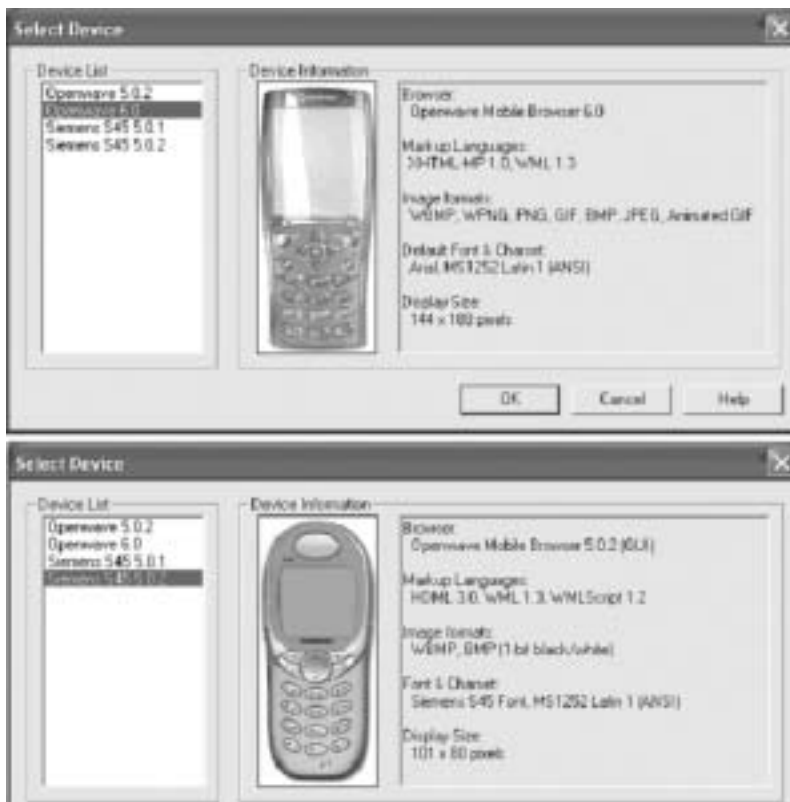 Select Device
Device List
Openwave 5.0.2
Openwave 6.0
Siemens S45 5.0.1
Siemens S45 5.0.2
Device Information
Browser:
Openwave Mobile Browser 6.0
Markup Languages:
XHTML-MP 1.0, WML 1.3
Image formats:
WBMP, WPNG, PNG, GIF, BMP, JPEG, Animated GIF
Default Font & Charset:
Arial, MS1252 Latin 1 (ANSI)
Display Size:
144 x 180 pixels
OK
Cancel
Help
Select Device
Device List
Openwave 5.0.2
Openwave 6.0
Siemens S45 5.0.1
Siemens S45 5.0.2
Device Information
Browser:
Openwave Mobile Browser 5.0.2 (GUI)
Markup Languages:
HDML 3.0, WML 1.3, WMLScript 1.2
Image formats:
WBMP, BMP (1-bit black/white)
Font & Charset:
Siemens S45 Font, MS1252 Latin 1 (ANSI)
Display Size:
101 x 80 pixels